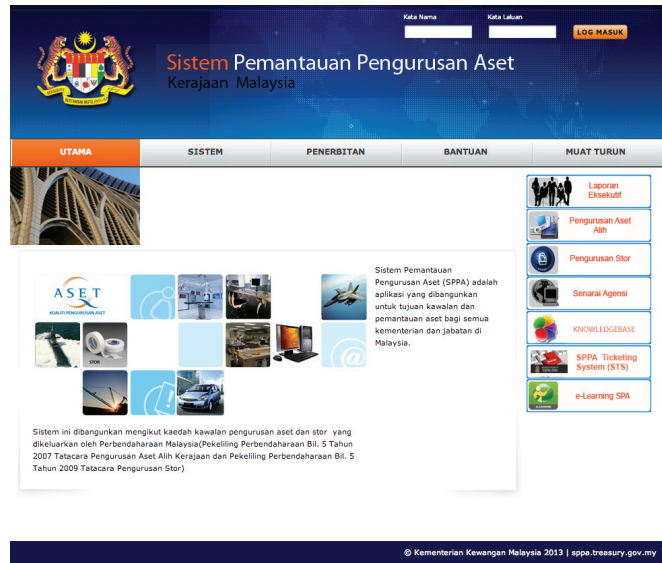 Kata Nama Kata Laluan
LOG MASUK
Sistem Pemantauan Pengurusan Aset
Kerajaan Malaysia
UTAMA SISTEM PENERBITAN BANTUAN MUAT TURUN
Laporan
Eksekutif
Pengurusan Aset
Alih
Pengurusan Stor
Senarai Agensi
KNOWLEDGEBASE
SPPA Ticketing
System (STS)
e-Learning SPA
ASET
KUALITI PENGURUSAN ASET
STOR
Sistem Pemantauan
Pengurusan Aset (SPPA) adalah
aplikasi yang dibangunkan
untuk tujuan kawalan dan
pemantauan aset bagi semua
kementerian dan jabatan di
Malaysia.
Sistem ini dibangunkan mengikut kaedah kawalan pengurusan aset dan stor yang
dikeluarkan oleh Perbendaharaan Malaysia(Pekeliling Perbendaharaan Bil. 5 Tahun
2007 Tatacara Pengurusan Aset Alih Kerajaan dan Pekeliling Perbendaharaan Bil. 5
Tahun 2009 Tatacara Pengurusan Stor)
© Kementerian Kewangan Malaysia 2013 | sppa.treasury.gov.my